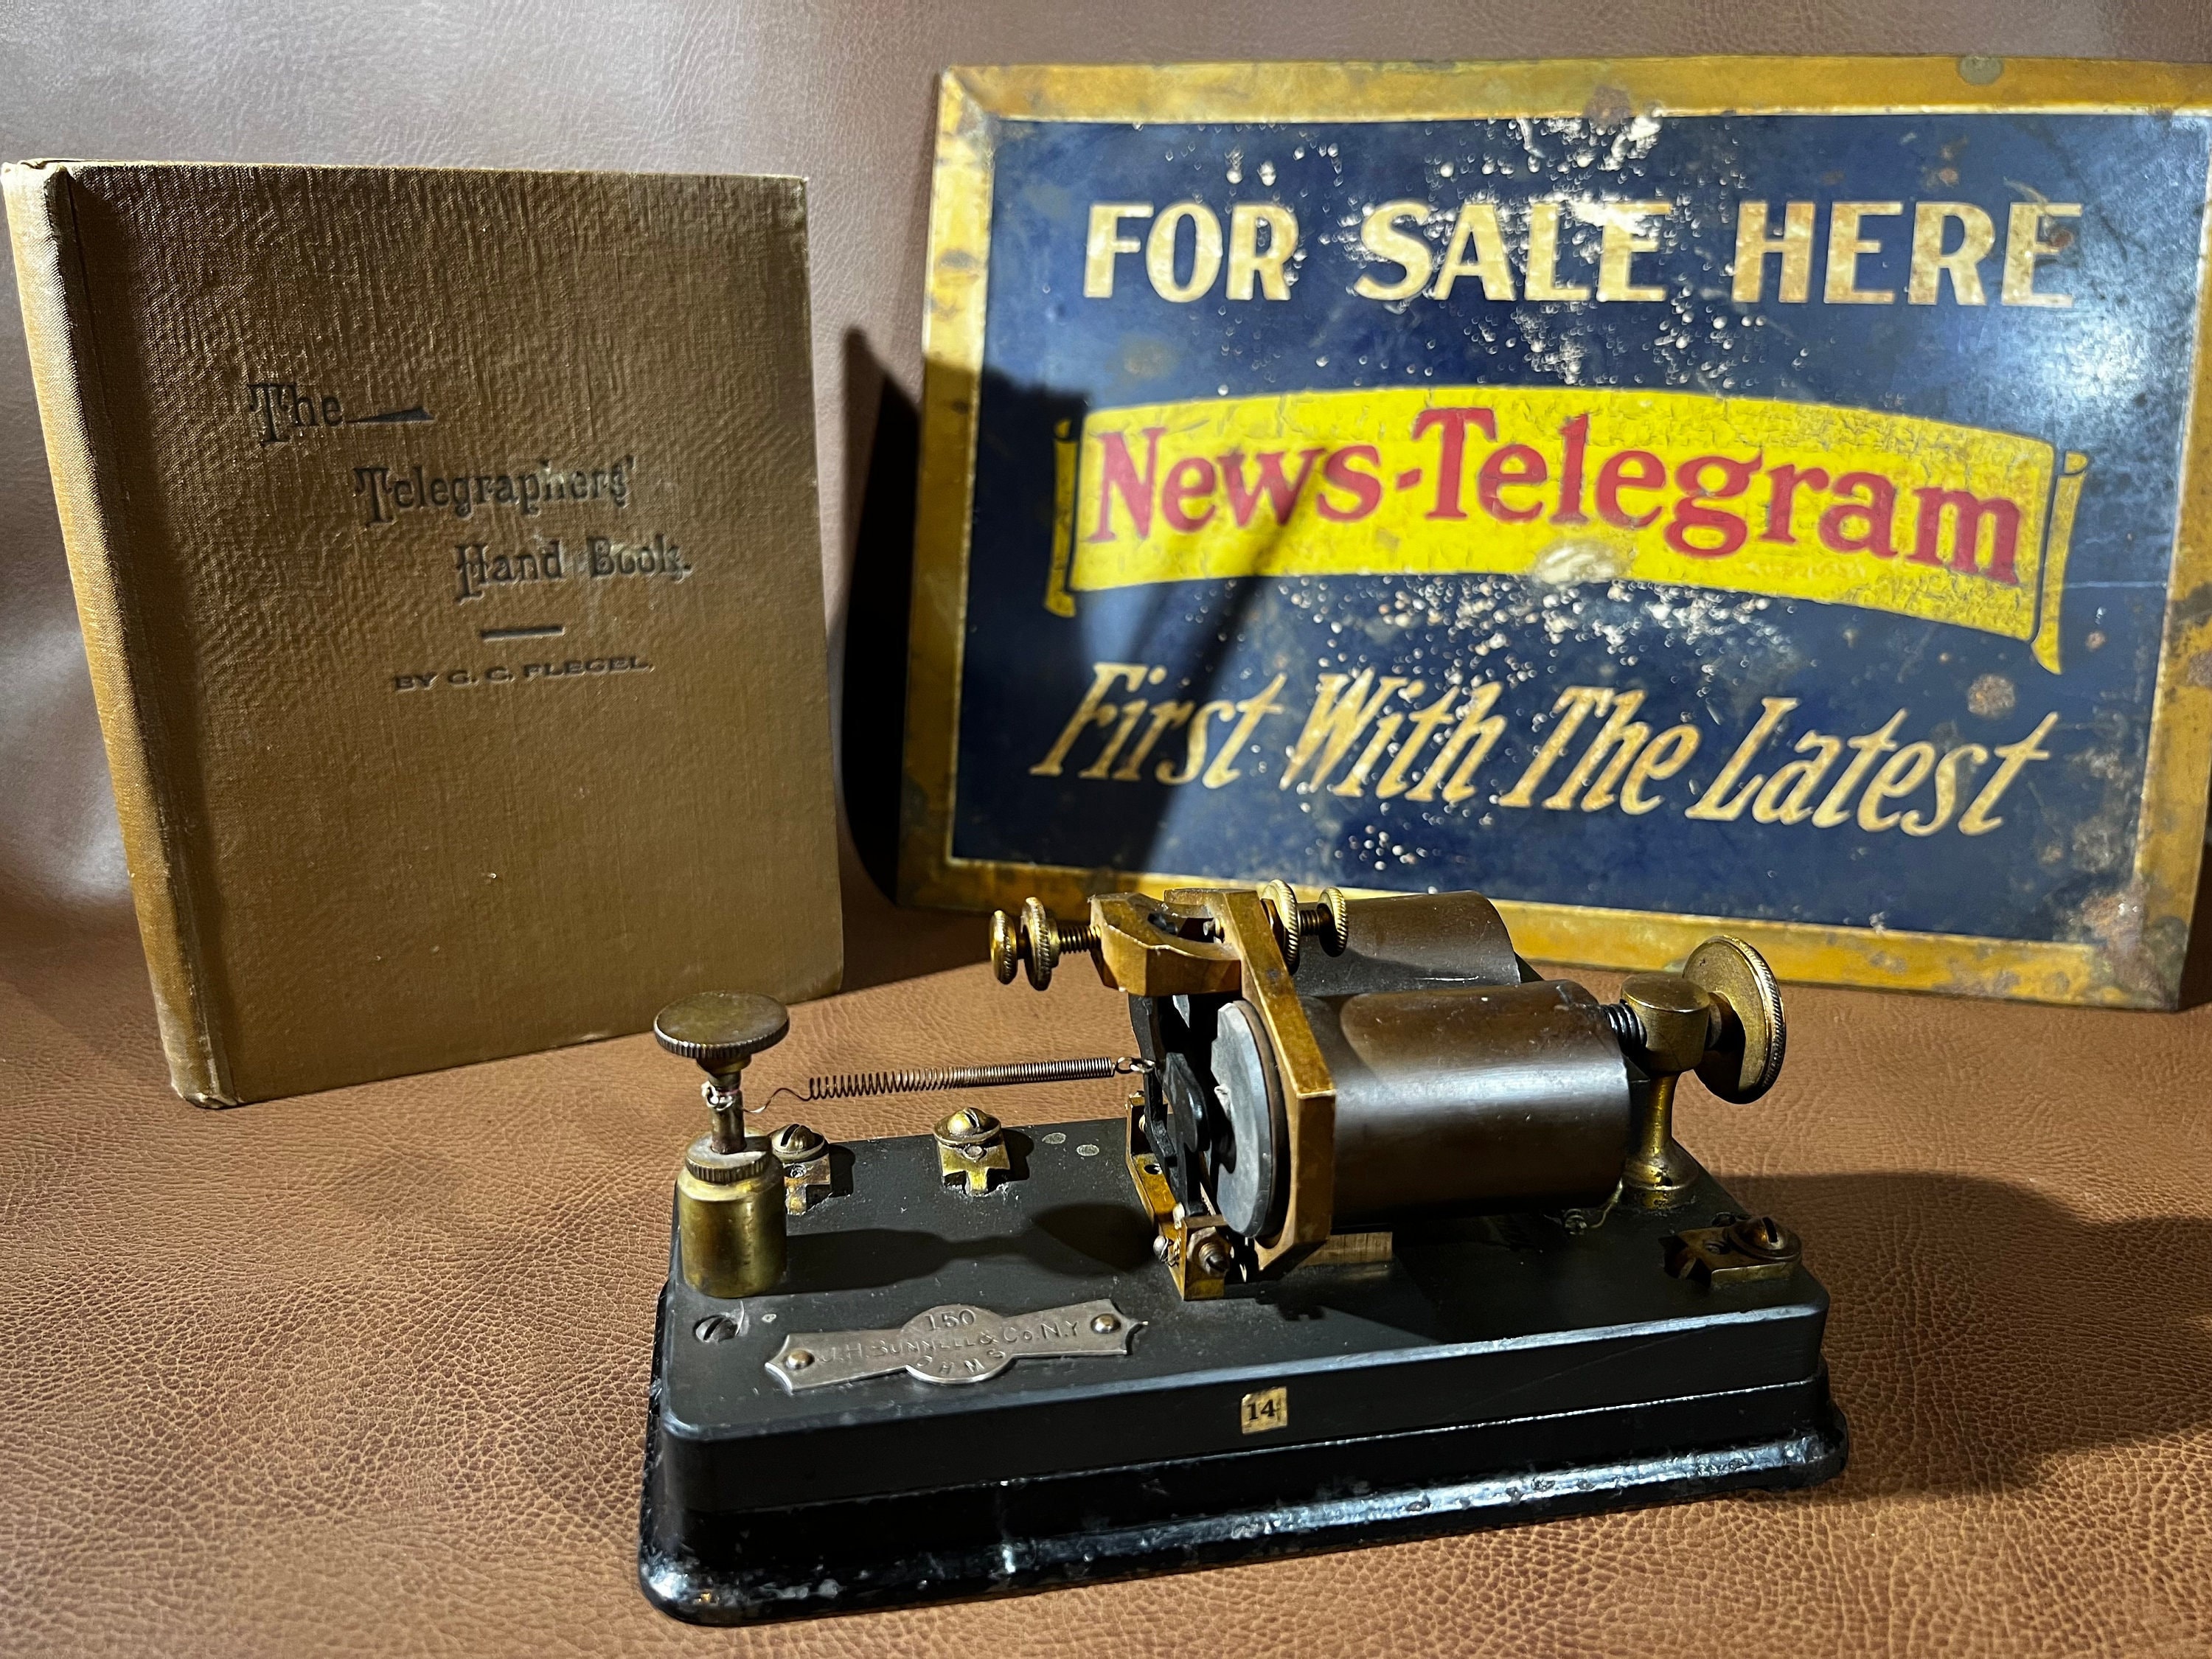 The
Telegraphers'
Hand Book.
BY G. C. FLEGEL,
FOR SALE HERE
News-Telegram
First With The Latest
150
J.H. BUNNELL & Co. N.Y
OHMS
14